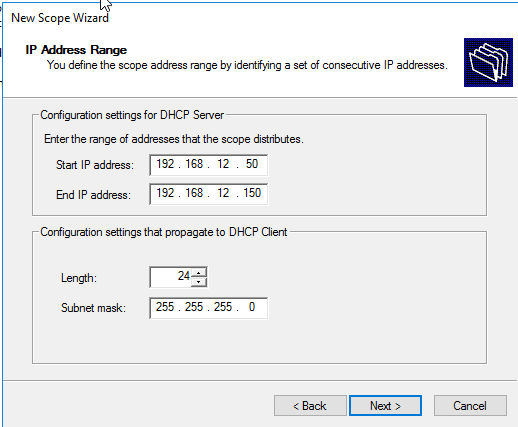 New Scope Wizard
IP Address Range
You define the scope address range by identifying a set of consecutive IP addresses.
Configuration settings for DHCP Server
Enter the range of addresses that the scope distributes.
Start IP address: 192 . 168 . 12 . 50
End IP address: 192 . 168 . 12 . 150
Configuration settings that propagate to DHCP Client
Length: 24
Subnet mask: 255 . 255 . 255 . 0
< Back Next > Cancel